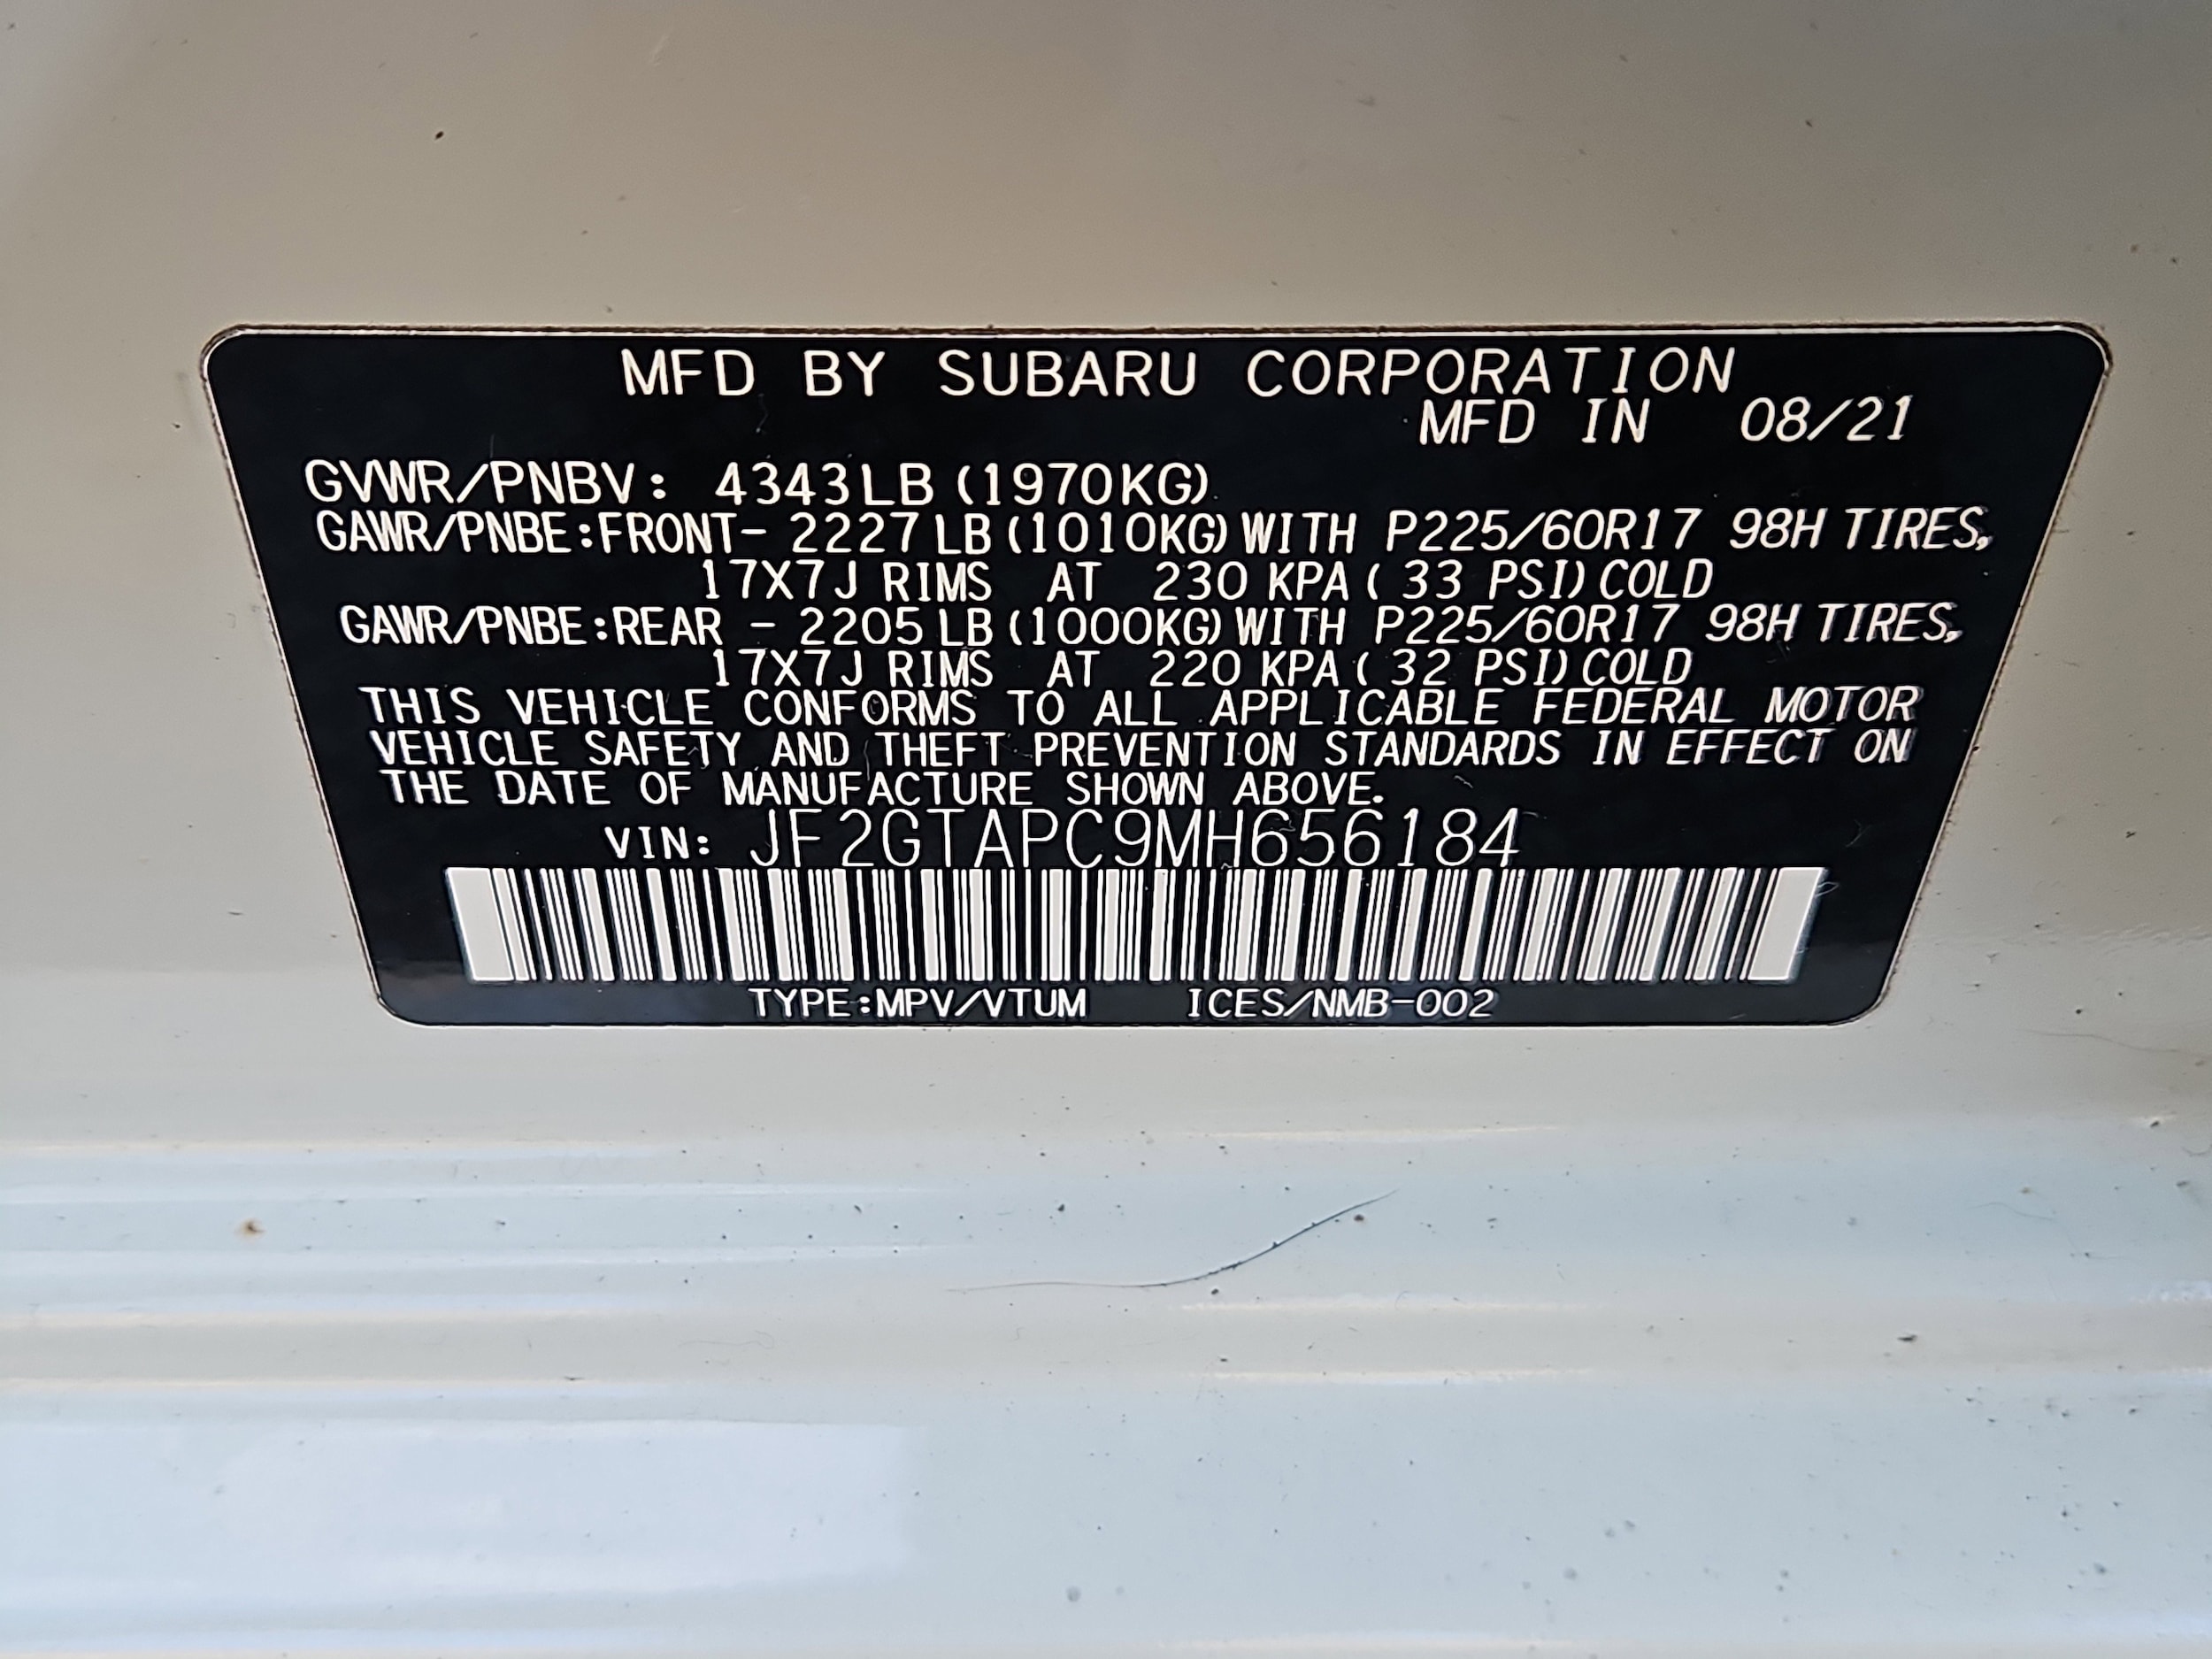 MFD BY SUBARU CORPORATION
MFD IN 08/21
GVWR/PNBV: 4343LB (1970KG)
GAWR/PNBE:FRONT- 2227 LB (1010KG) WITH P225/60R17 98H TIRES,
17X7J RIMS AT 230 KPA ( 33 PSI) COLD
GAWR/PNBE:REAR - 2205 LB (1000KG) WITH P225/60R17 98H TIRES,
17X7J RIMS AT 220 KPA ( 32 PSI) COLD
THIS VEHICLE CONFORMS TO ALL APPLICABLE FEDERAL MOTOR
VEHICLE SAFETY AND THEFT PREVENTION STANDARDS IN EFFECT ON
THE DATE OF MANUFACTURE SHOWN ABOVE.
VIN: JF2GTAPC9MH656184
TYPE:MPV/VTUM ICES/NMB-002